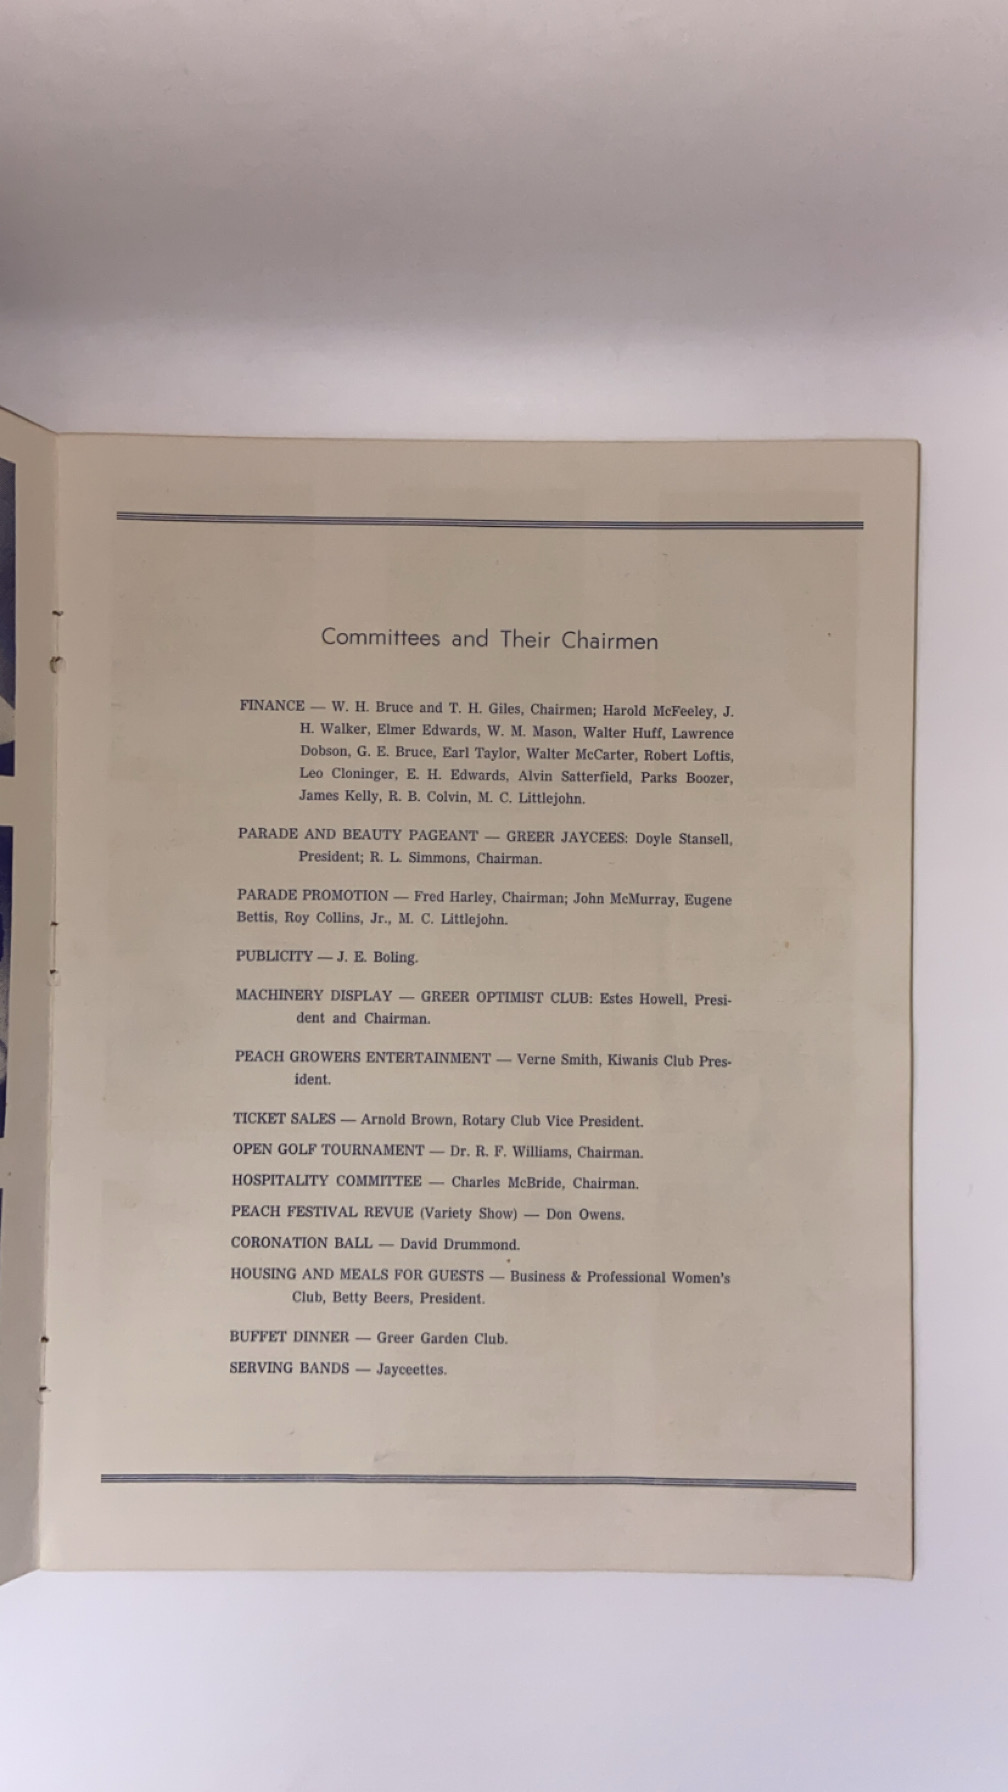 Committees and Their Chairmen
FINANCE — W. H. Bruce and T. H. Giles, Chairmen; Harold McFeeley, J.
H. Walker, Elmer Edwards, W. M. Mason, Walter Huff, Lawrence
Dobson, G. E. Bruce, Earl Taylor, Walter McCarter, Robert Loftis,
Leo Cloninger, E. H. Edwards, Alvin Satterfield, Parks Boozer,
James Kelly, R. B. Colvin, M. C. Littlejohn.
PARADE AND BEAUTY PAGEANT — GREER JAYCEES: Doyle Stansell,
President; R. L. Simmons, Chairman.
PARADE PROMOTION — Fred Harley, Chairman; John McMurray, Eugene
Bettis, Roy Collins, Jr., M. C. Littlejohn.
PUBLICITY — J. E. Boling.
MACHINERY DISPLAY — GREER OPTIMIST CLUB: Estes Howell, Presi-
dent and Chairman.
PEACH GROWERS ENTERTAINMENT — Verne Smith, Kiwanis Club Pres-
ident.
TICKET SALES — Arnold Brown, Rotary Club Vice President.
OPEN GOLF TOURNAMENT — Dr. R. F. Williams, Chairman.
HOSPITALITY COMMITTEE — Charles McBride, Chairman.
PEACH FESTIVAL REVUE (Variety Show) — Don Owens.
CORONATION BALL — David Drummond.
HOUSING AND MEALS FOR GUESTS — Business & Professional Women's
Club, Betty Beers, President.
BUFFET DINNER — Greer Garden Club.
SERVING BANDS — Jayceettes.